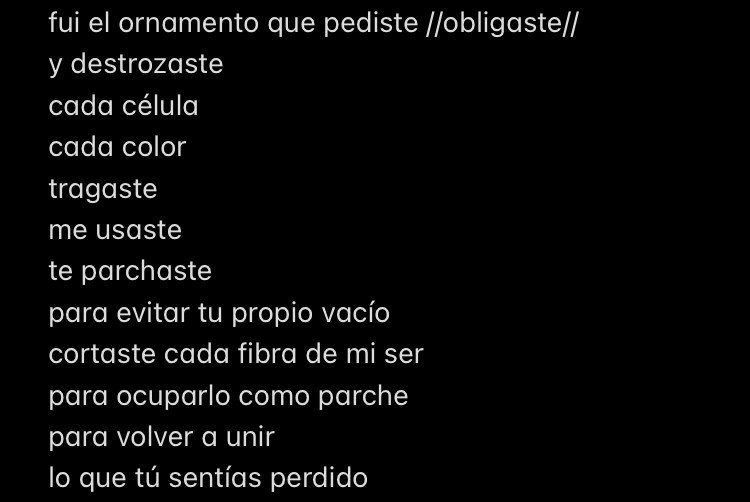 fui el ornamento que pediste //obligaste//
y destrozaste
cada célula
cada color
tragaste
me usaste
te parchaste
para evitar tu propio vacío
cortaste cada fibra de mi ser
para ocuparlo como parche
para volver a unir
lo que tú sentías perdido